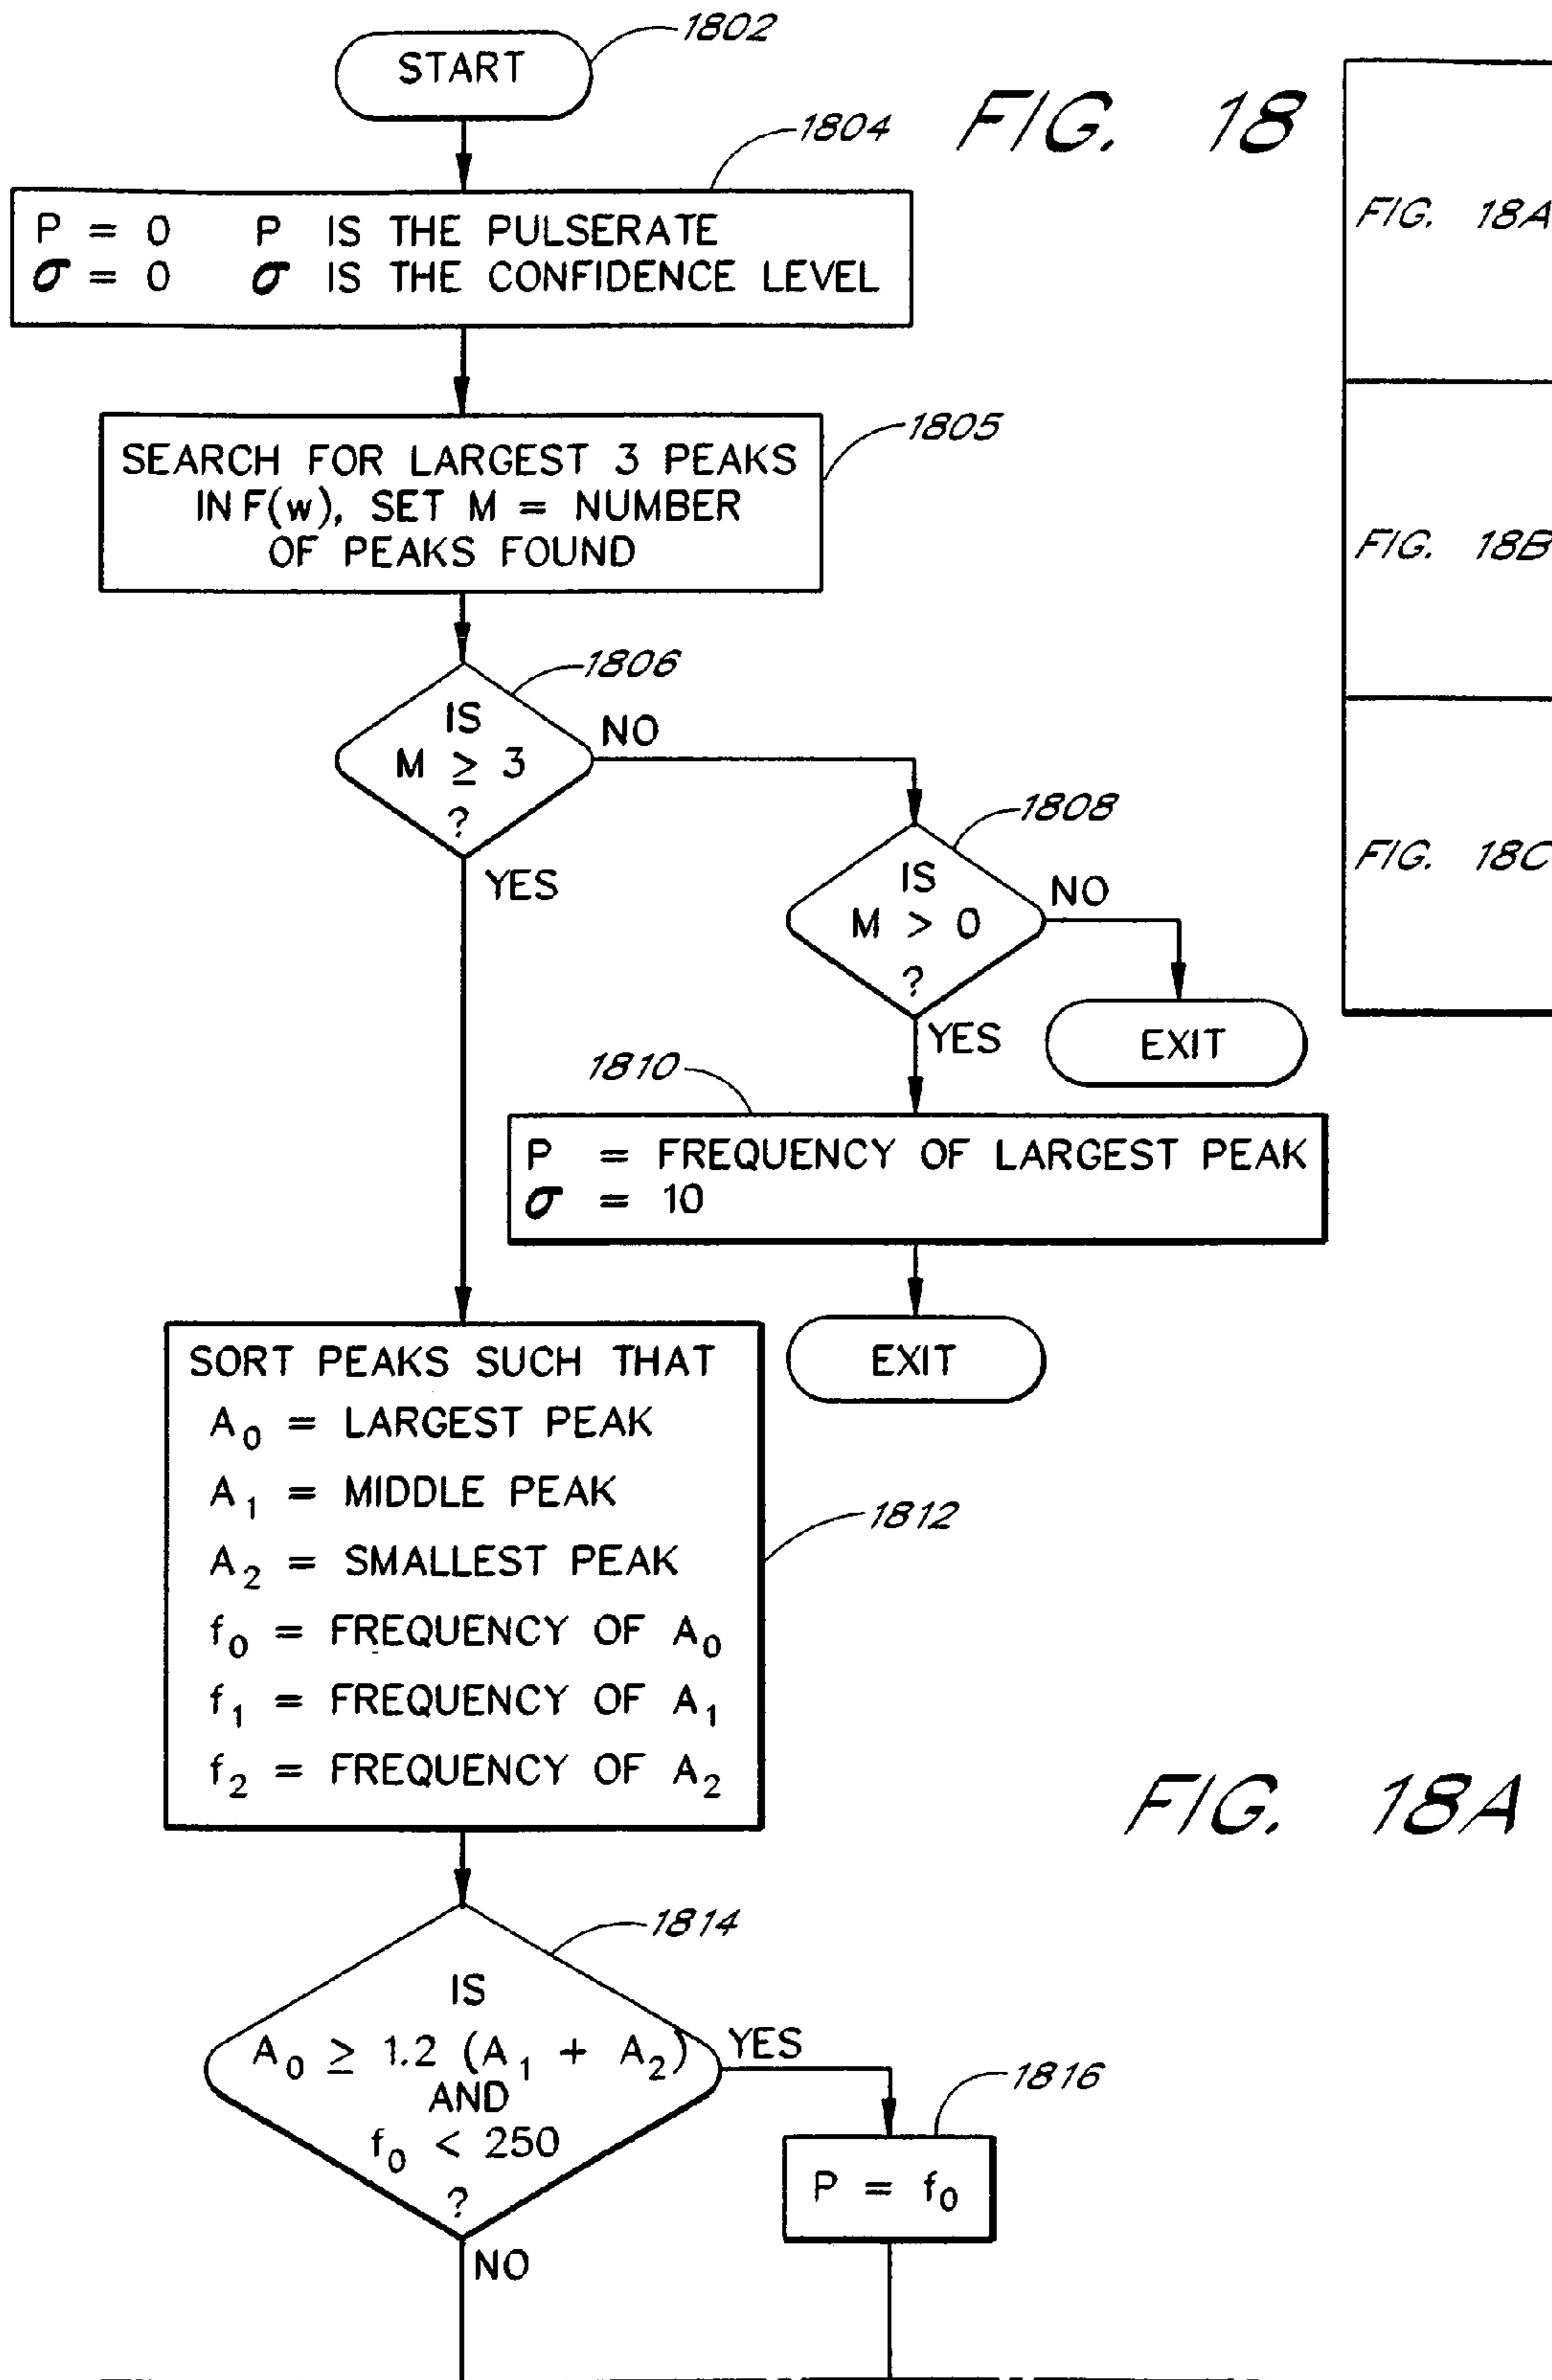 1802
START
FIG. 18
1804
P = 0 P IS THE PULSERATE
σ = 0 σ IS THE CONFIDENCE LEVEL
FIG. 18A
1805
SEARCH FOR LARGEST 3 PEAKS
IN F(w), SET M = NUMBER
OF PEAKS FOUND
FIG. 18B
1806
IS
M ≥ 3
?
NO
YES
1808
IS
M > 0
?
NO
YES
FIG. 18C
EXIT
1810
P = FREQUENCY OF LARGEST PEAK
σ = 10
EXIT
SORT PEAKS SUCH THAT
A₀ = LARGEST PEAK
A₁ = MIDDLE PEAK
A₂ = SMALLEST PEAK
f₀ = FREQUENCY OF A₀
f₁ = FREQUENCY OF A₁
f₂ = FREQUENCY OF A₂
1812
FIG. 18A
1814
IS
A₀ ≥ 1.2 (A₁ + A₂)
AND
f₀ < 250
?
YES
NO
1816
P = f₀